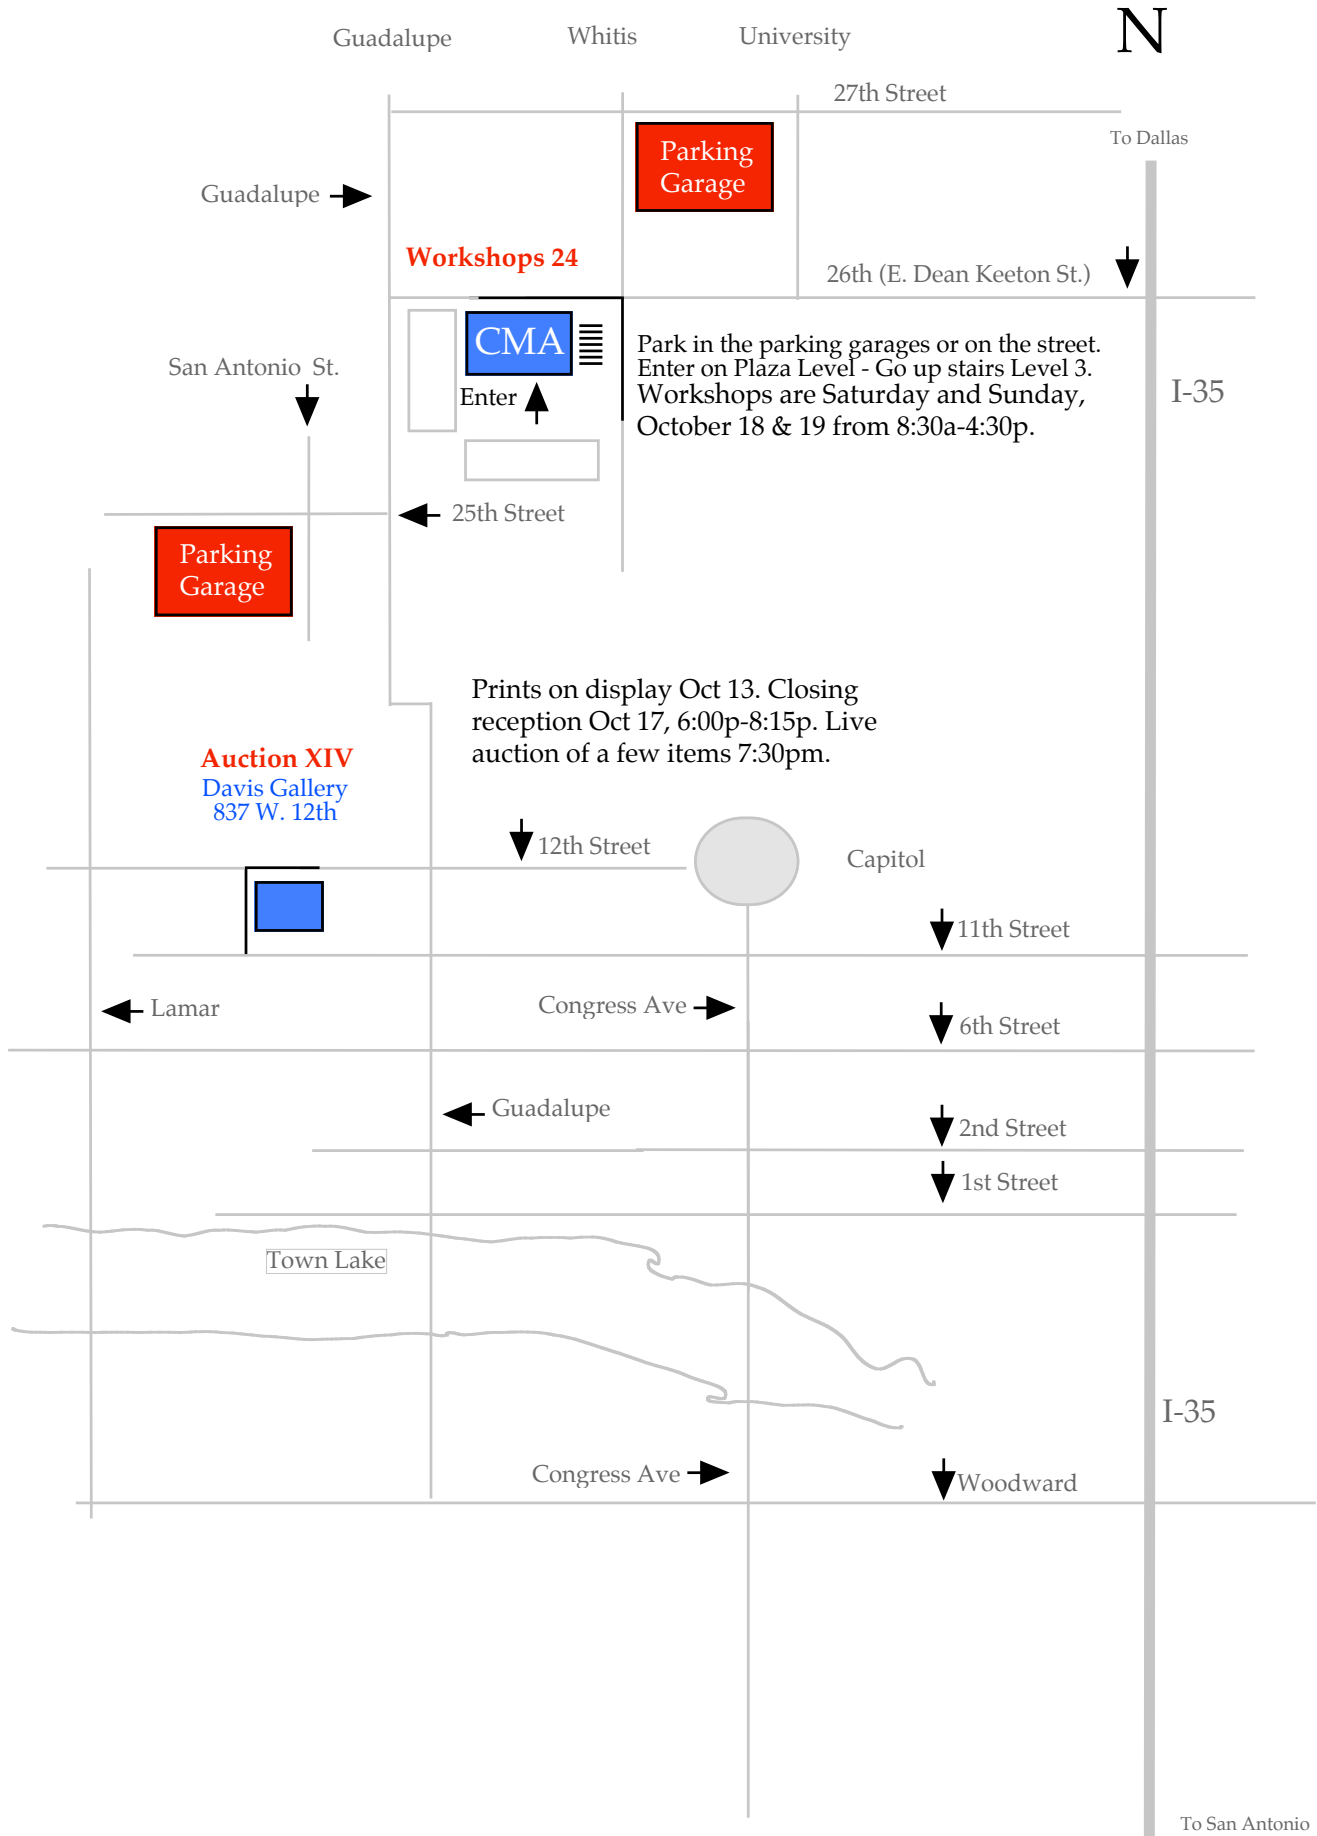 N
Guadalupe
Whitis
University
27th Street
To Dallas
Parking
Garage
Guadalupe
Workshops 24
26th (E. Dean Keeton St.)
CMA
Park in the parking garages or on the street.
Enter on Plaza Level - Go up stairs Level 3.
Workshops are Saturday and Sunday,
October 18 & 19 from 8:30a-4:30p.
San Antonio St.
Enter
I-35
25th Street
Parking
Garage
Prints on display Oct 13. Closing
reception Oct 17, 6:00p-8:15p. Live
auction of a few items 7:30pm.
Auction XIV
Davis Gallery
837 W. 12th
12th Street
Capitol
11th Street
Lamar
Congress Ave
6th Street
Guadalupe
2nd Street
1st Street
Town Lake
I-35
Congress Ave
Woodward
To San Antonio